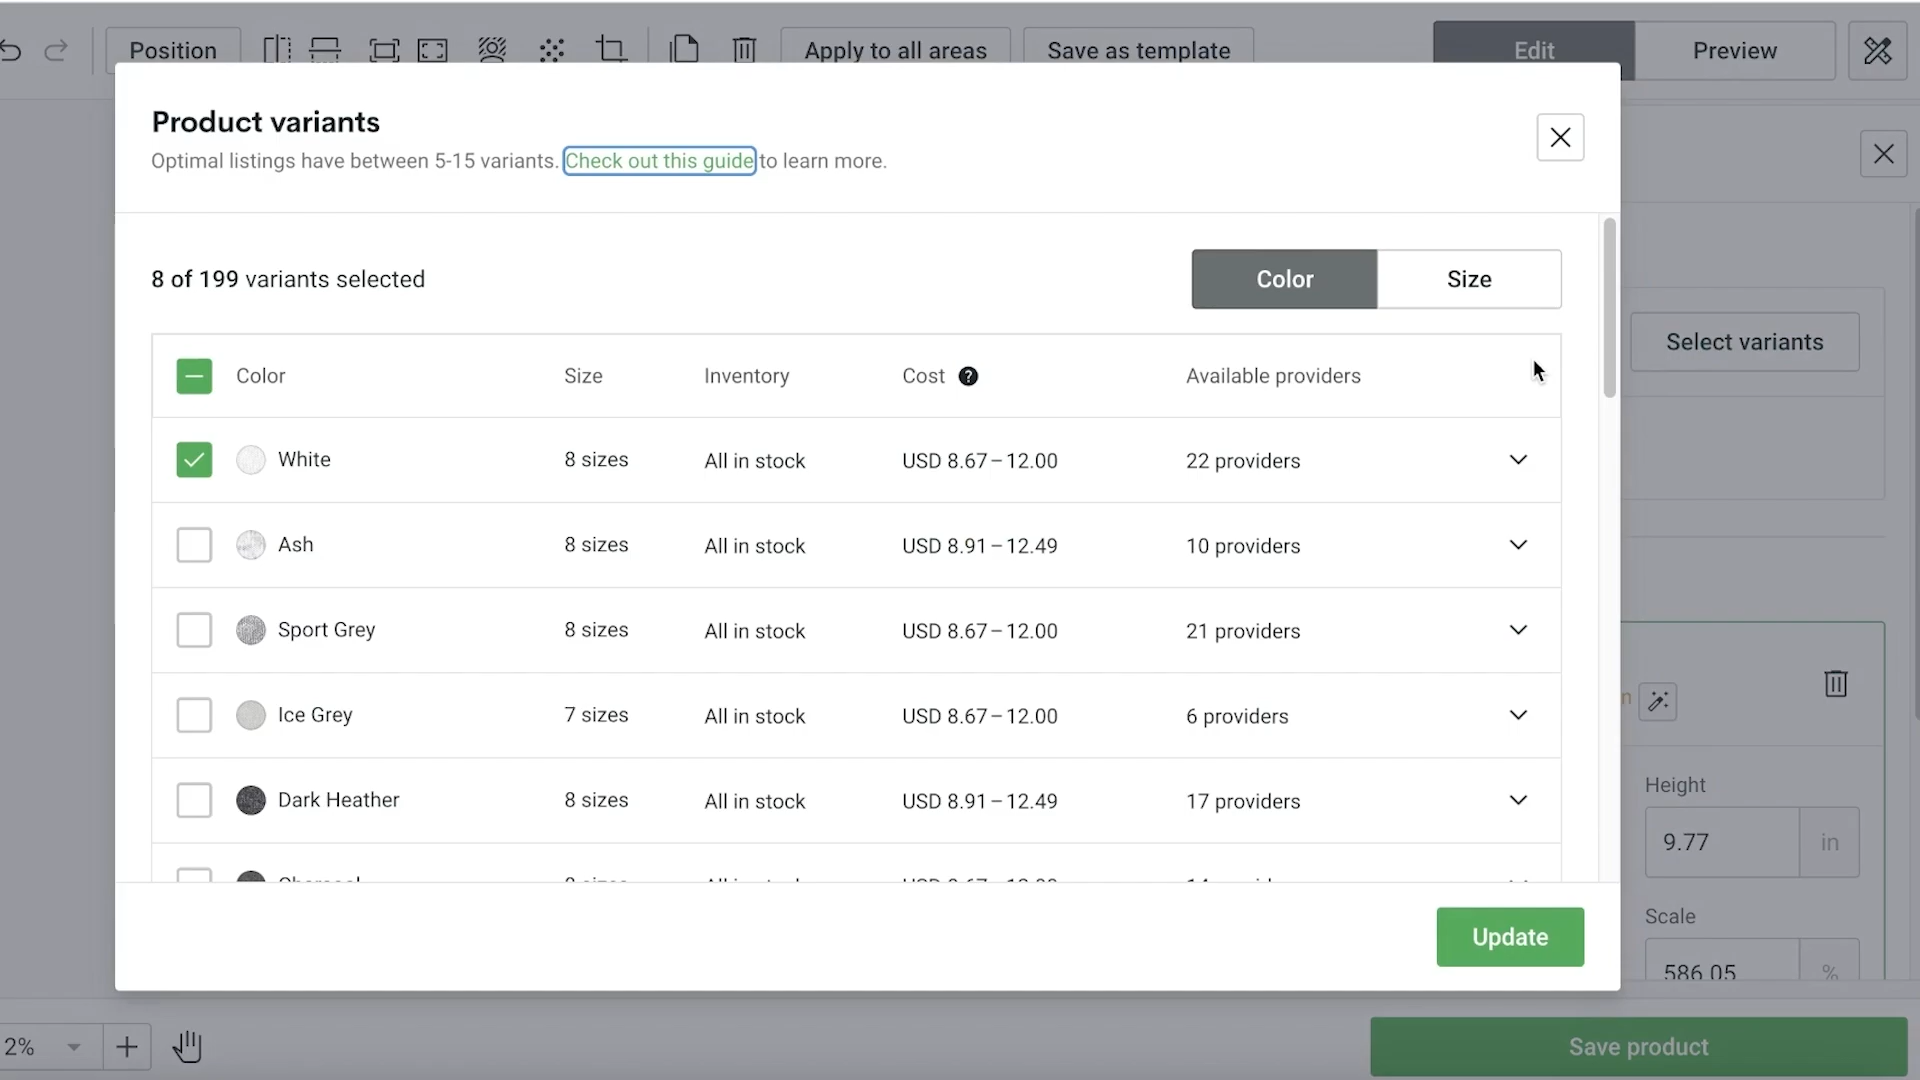 Position
Apply to all areas
Save as template
Edit
Preview
Product variants
Optimal listings have between 5-15 variants. Check out this guide to learn more.
8 of 199 variants selected
Color
Size
Select variants
Color
Size
Inventory
Cost ?
Available providers
White
8 sizes
All in stock
USD 8.67 – 12.00
22 providers
Ash
8 sizes
All in stock
USD 8.91 – 12.49
10 providers
Sport Grey
8 sizes
All in stock
USD 8.67 – 12.00
21 providers
Ice Grey
7 sizes
All in stock
USD 8.67 – 12.00
6 providers
Dark Heather
8 sizes
All in stock
USD 8.91 – 12.49
17 providers
Height
9.77 in
Scale
586.05 %
Update
2%
Save product